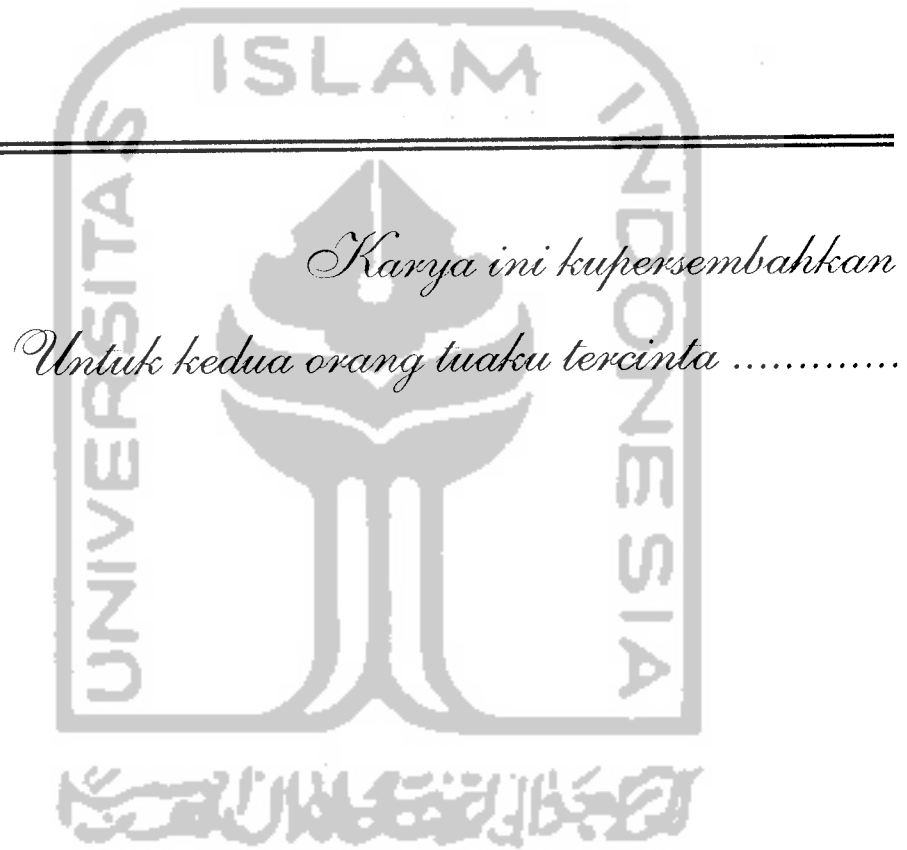 ISLAM
UNIVERSITAS
INDONESIA
Karya ini kupersembahkan
Untuk kedua orang tuaku tercinta .............